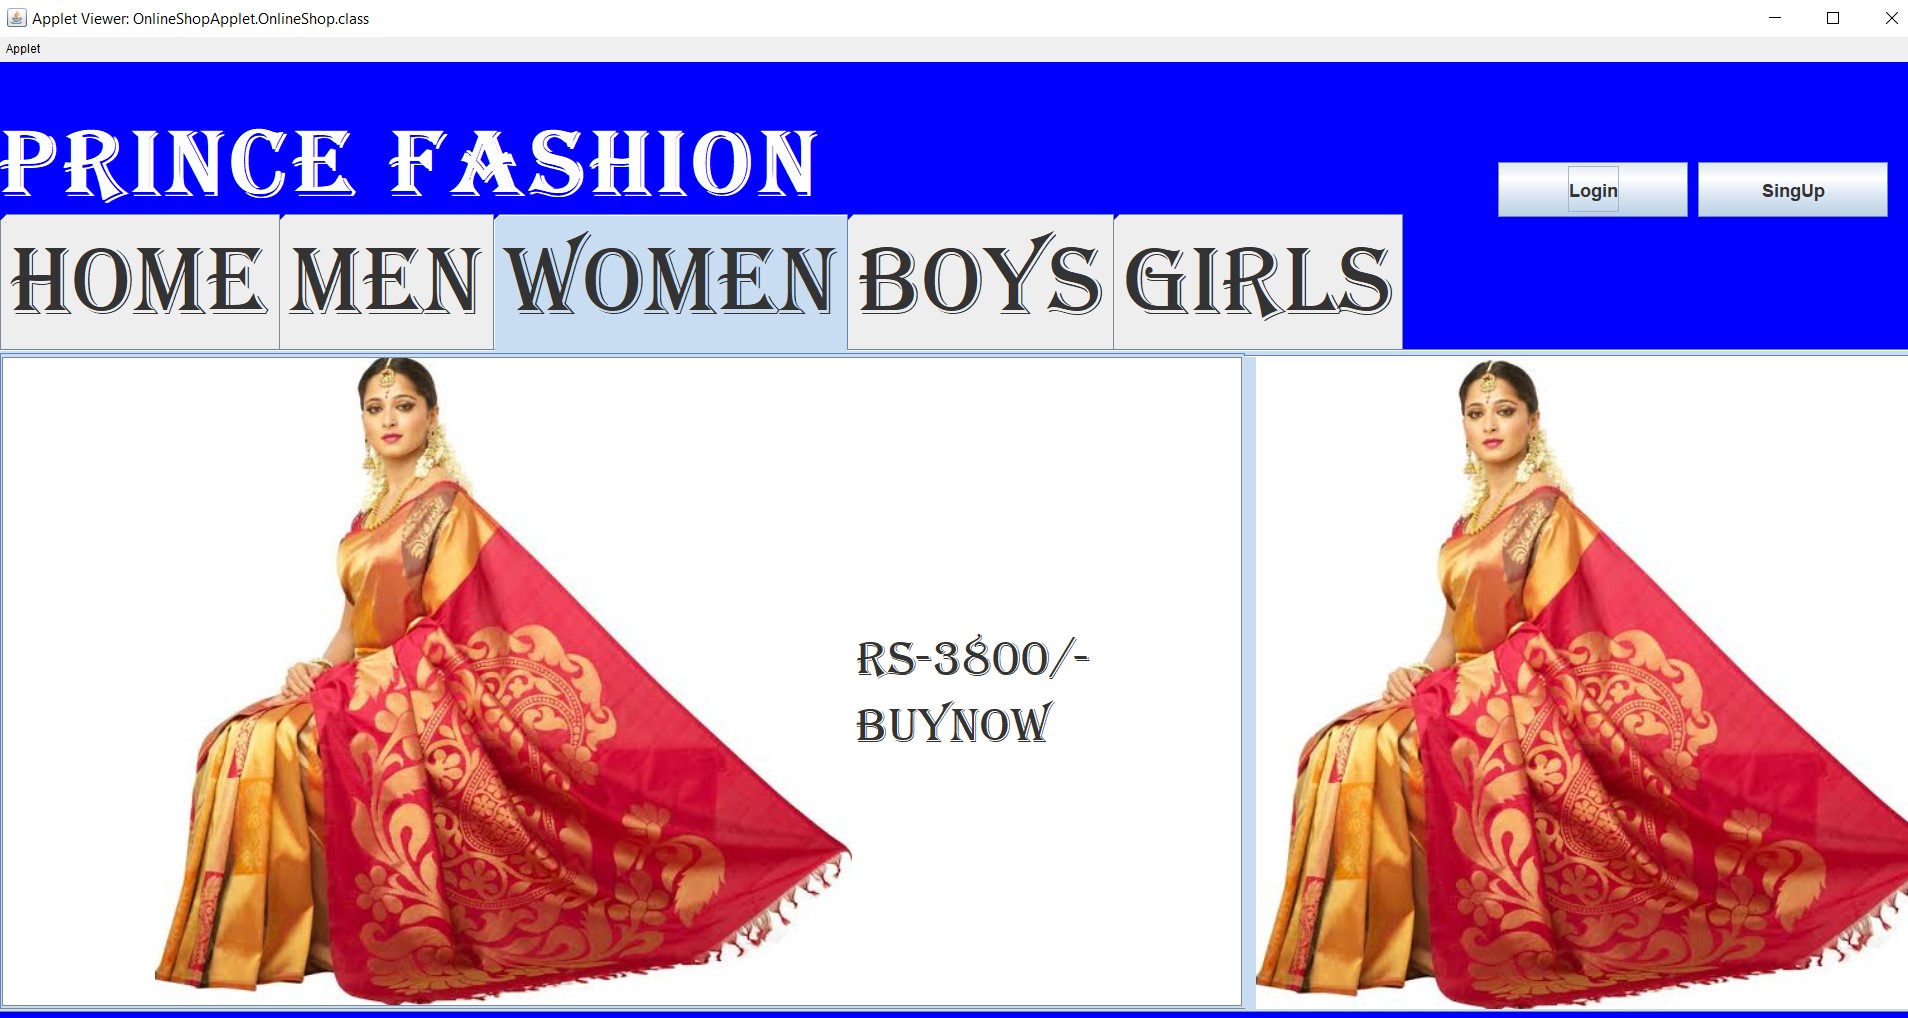 Applet Viewer: OnlineShopApplet.OnlineShop.class
Applet
PRINCE FASHION
Login
SingUp
HOME MEN WOMEN BOYS GIRLS
RS-3800/-
BUYNOW